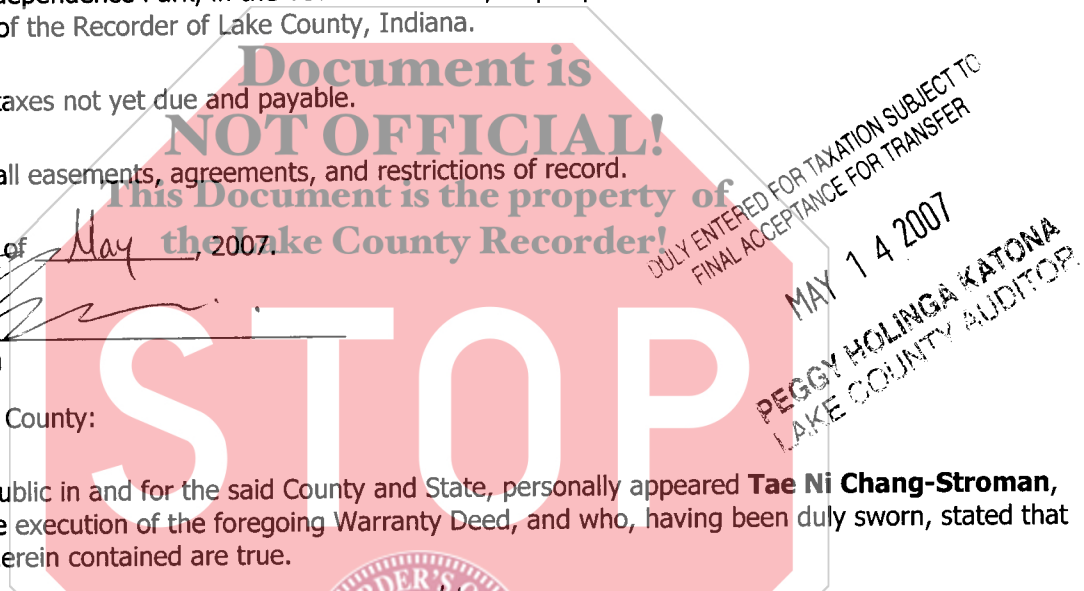 of the Recorder of Lake County, Indiana.
Document is
taxes not yet due and payable.
NOT OFFICIAL!
all easements, agreements, and restrictions of record.
This Document is the property of
the Lake County Recorder!
of May, 2007.
DULY ENTERED FOR TAXATION SUBJECT TO
FINAL ACCEPTANCE FOR TRANSFER
MAY 14 2007
PEGGY HOLINGA KATONA
LAKE COUNTY AUDITOR
STOP
County:
ublic in and for the said County and State, personally appeared Tae Ni Chang-Stroman,
e execution of the foregoing Warranty Deed, and who, having been duly sworn, stated that
erein contained are true.